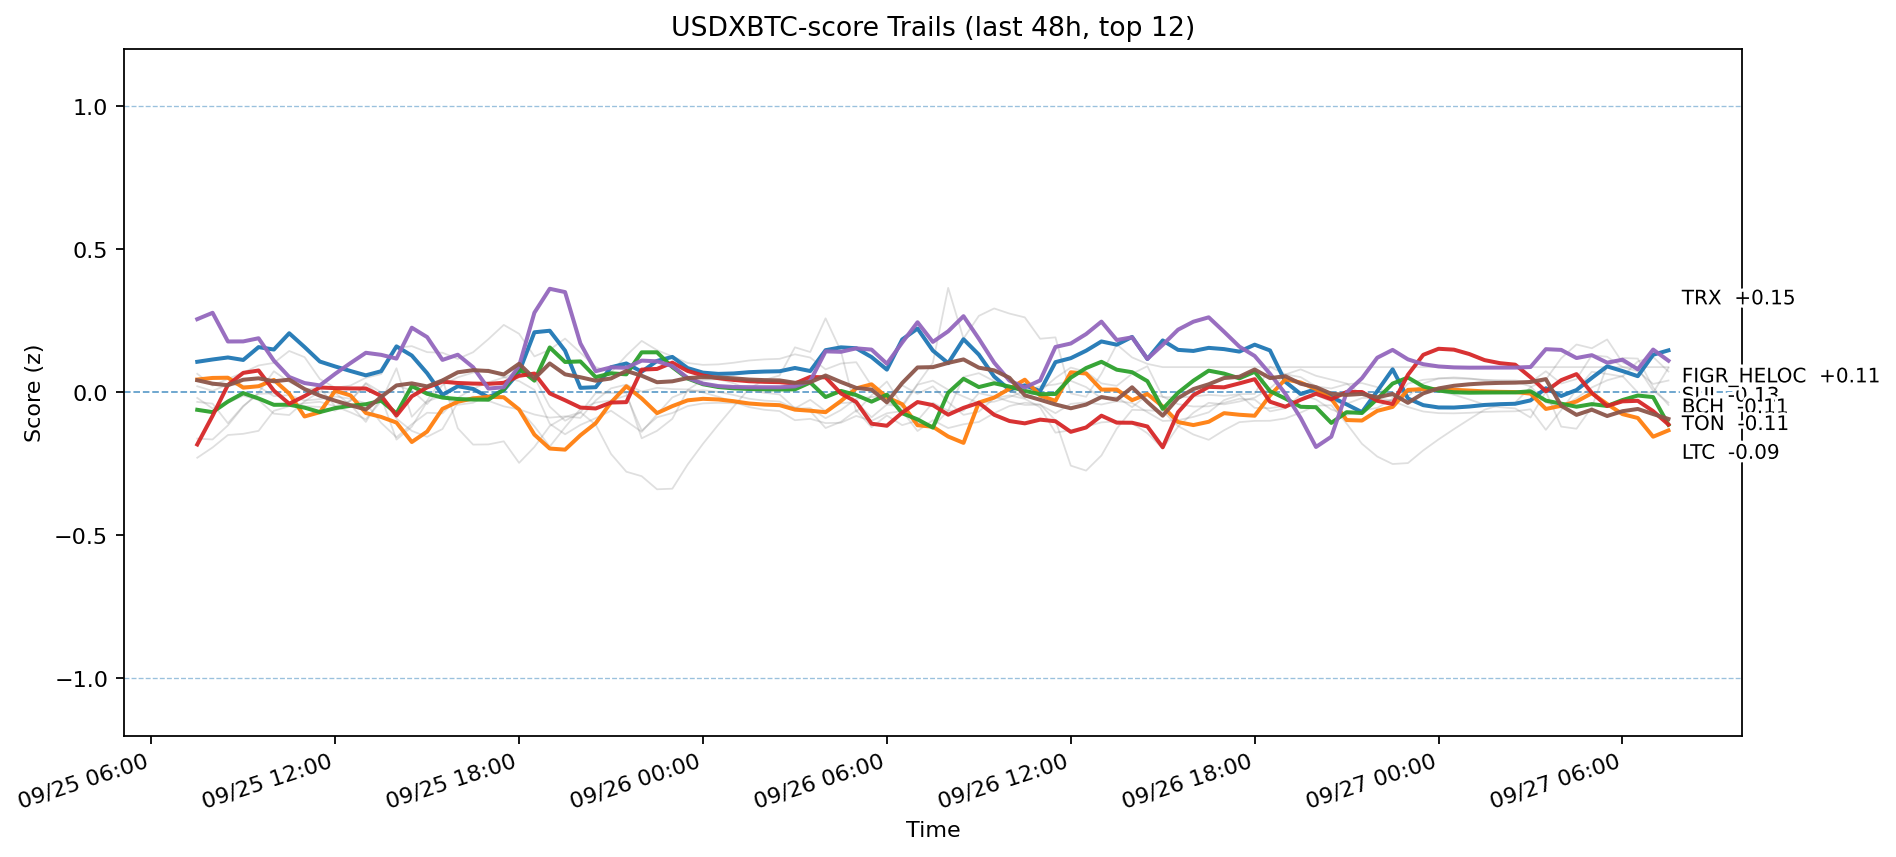 USDXBTC-score Trails (last 48h, top 12)
Score (z)
1.0
0.5
0.0
−0.5
−1.0
TRX +0.15
FIGR_HELOC +0.11
SUI -0.13
BCH -0.11
TON -0.11
LTC -0.09
09/25 06:00
09/25 12:00
09/25 18:00
09/26 00:00
09/26 06:00
09/26 12:00
09/26 18:00
09/27 00:00
09/27 06:00
Time